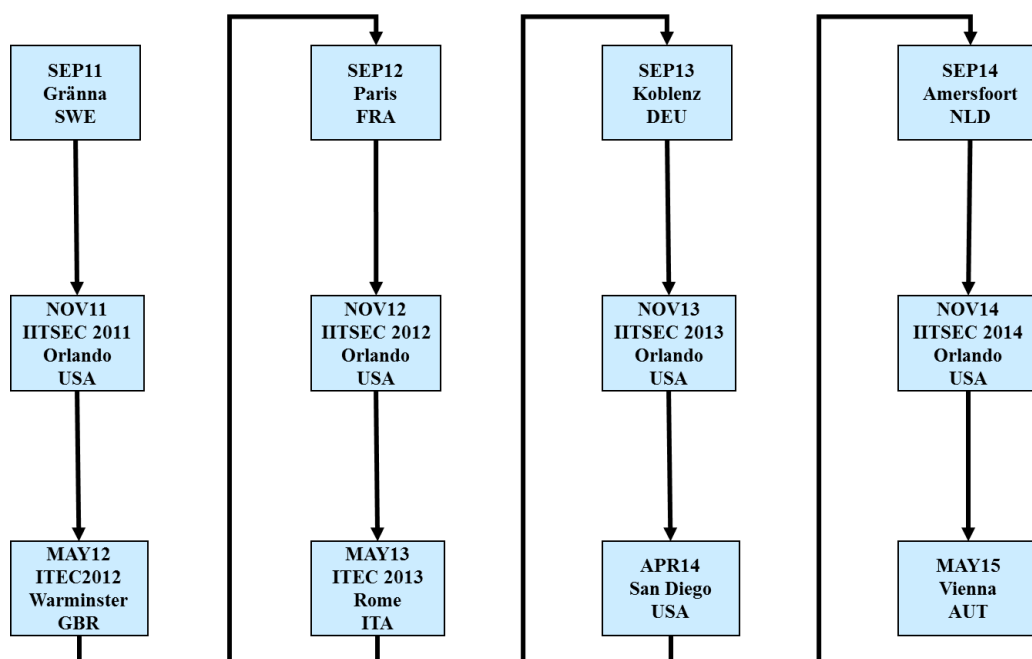 SEP11
Gränna
SWE
NOV11
IITSEC 2011
Orlando
USA
MAY12
ITEC2012
Warminster
GBR
SEP12
Paris
FRA
NOV12
IITSEC 2012
Orlando
USA
MAY13
ITEC 2013
Rome
ITA
SEP13
Koblenz
DEU
NOV13
IITSEC 2013
Orlando
USA
APR14
San Diego
USA
SEP14
Amersfoort
NLD
NOV14
IITSEC 2014
Orlando
USA
MAY15
Vienna
AUT